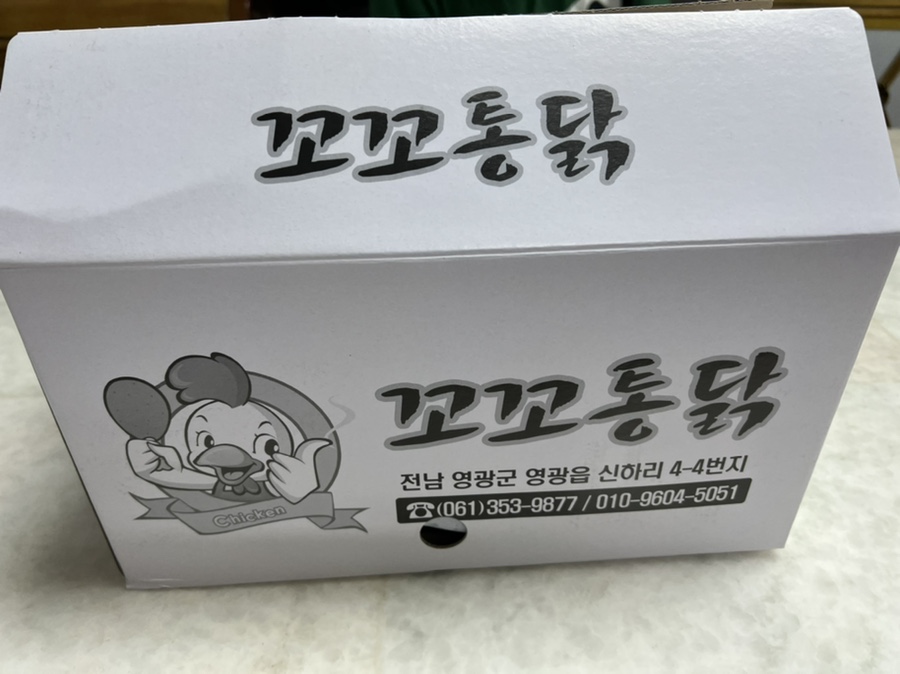 꼬꼬통닭
꼬꼬통닭
전남 영광군 영광읍 신하리 4-4번지
☎(061)353-9877 / 010-9604-5051
Chicken